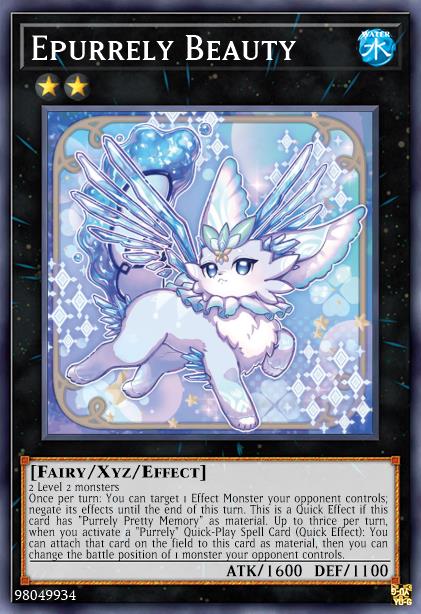 Epurrely Beauty
WATER
水
[Fairy/Xyz/Effect]
2 Level 2 monsters
Once per turn: You can target 1 Effect Monster your opponent controls;
negate its effects until the end of this turn. This is a Quick Effect if this
card has "Purrely Pretty Memory" as material. Up to thrice per turn,
when you activate a "Purrely" Quick-Play Spell Card (Quick Effect): You
can attach that card on the field to this card as material, then you can
change the battle position of 1 monster your opponent controls.
ATK/1600 DEF/1100
98049934